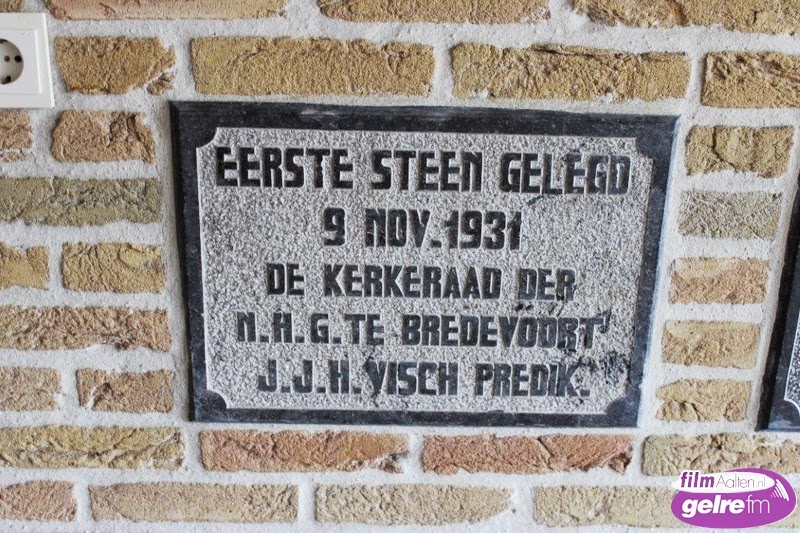 EERSTE STEEN GELEGD
9 NOV. 1931
DE KERKERAAD DER
N.H.G. TE BREDEVOORT
J.J.H. VISCH PREDIK.
filmAalten.nl
gelre fm